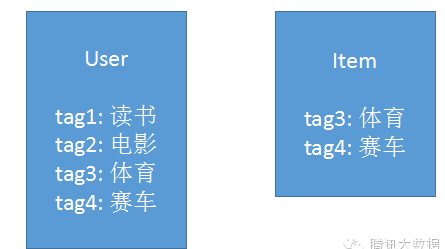 User
tag1: 读书
tag2: 电影
tag3: 体育
tag4: 赛车
Item
tag3: 体育
tag4: 赛车
腾讯大数据